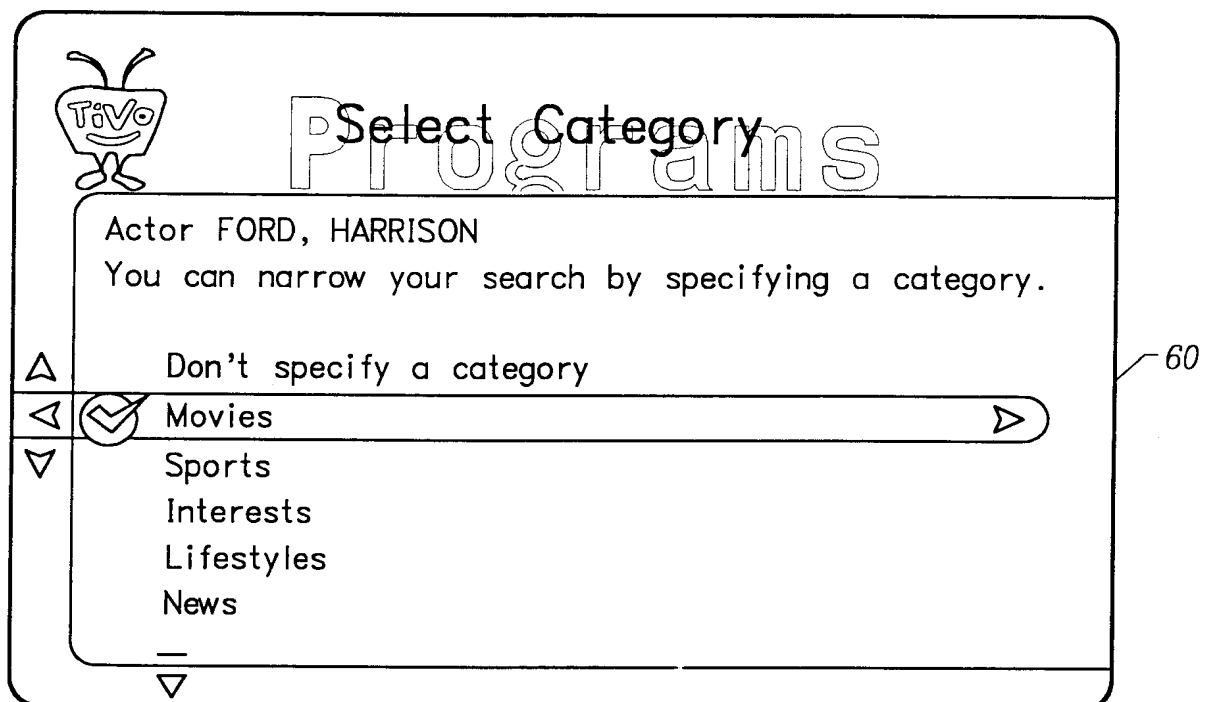 TiVo
Programs
Select Category
Actor FORD, HARRISON
You can narrow your search by specifying a category.
Don't specify a category
Movies
Sports
Interests
Lifestyles
News
60